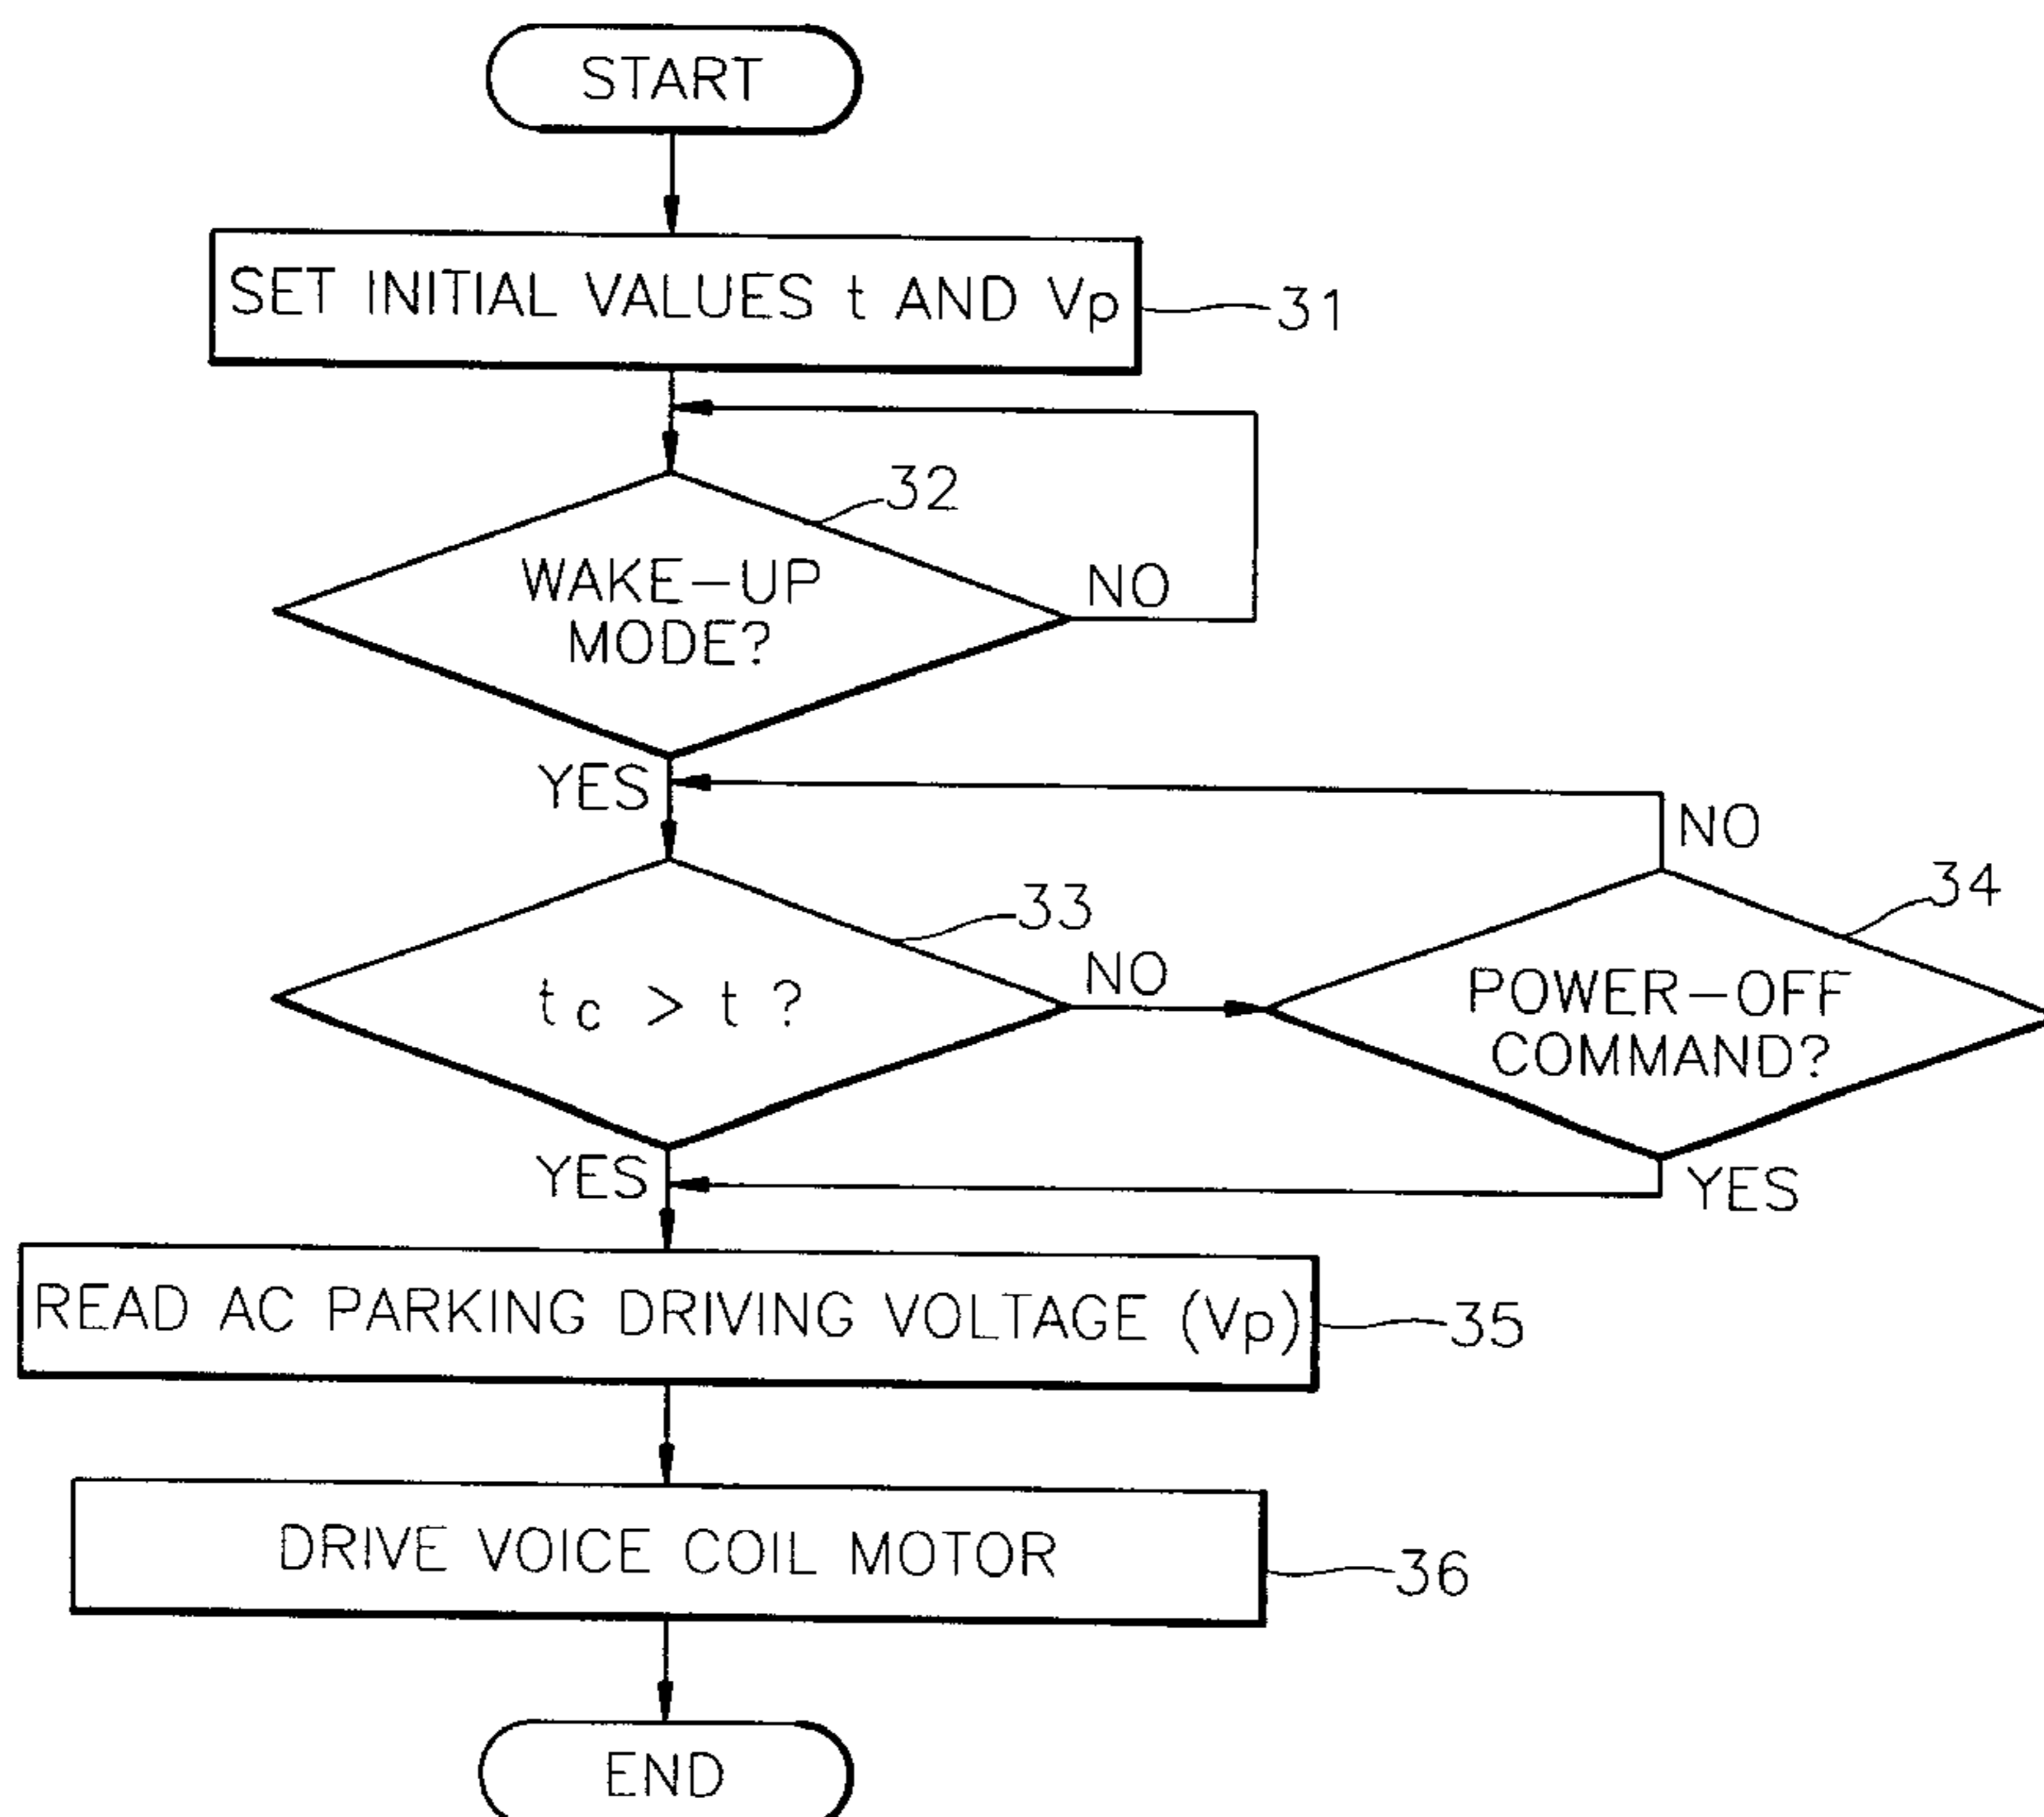 START
SET INITIAL VALUES t AND Vp
31
32
WAKE-UP
MODE?
NO
YES
NO
33
34
tc > t ?
NO
POWER-OFF
COMMAND?
YES
YES
READ AC PARKING DRIVING VOLTAGE (Vp)
35
DRIVE VOICE COIL MOTOR
36
END